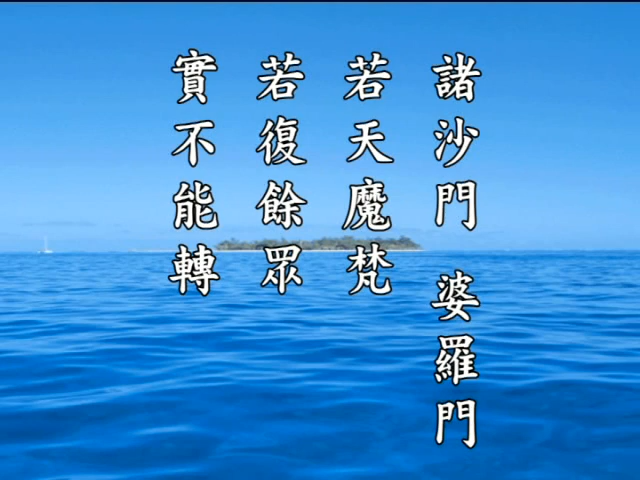 諸沙門 婆羅門
若天魔梵
若復餘眾
實不能轉